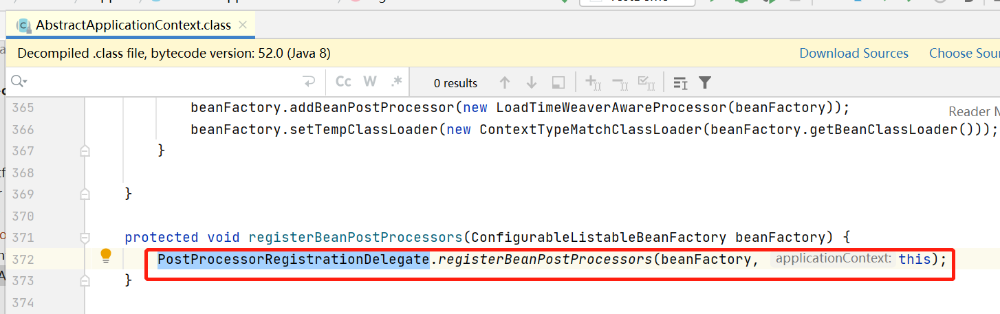 AbstractApplicationContext.class
Decompiled .class file, bytecode version: 52.0 (Java 8) Download Sources Choose Sour
Cc W .* 0 results
365 beanFactory.addBeanPostProcessor(new LoadTimeWeaverAwareProcessor(beanFactory));
Reader M
366 beanFactory.setTempClassLoader(new ContextTypeMatchClassLoader(beanFactory.getBeanClassLoader()));
367 }
368
369 }
370
371 protected void registerBeanPostProcessors(ConfigurableListableBeanFactory beanFactory) {
372 PostProcessorRegistrationDelegate.registerBeanPostProcessors(beanFactory, applicationContext: this);
373 }
374